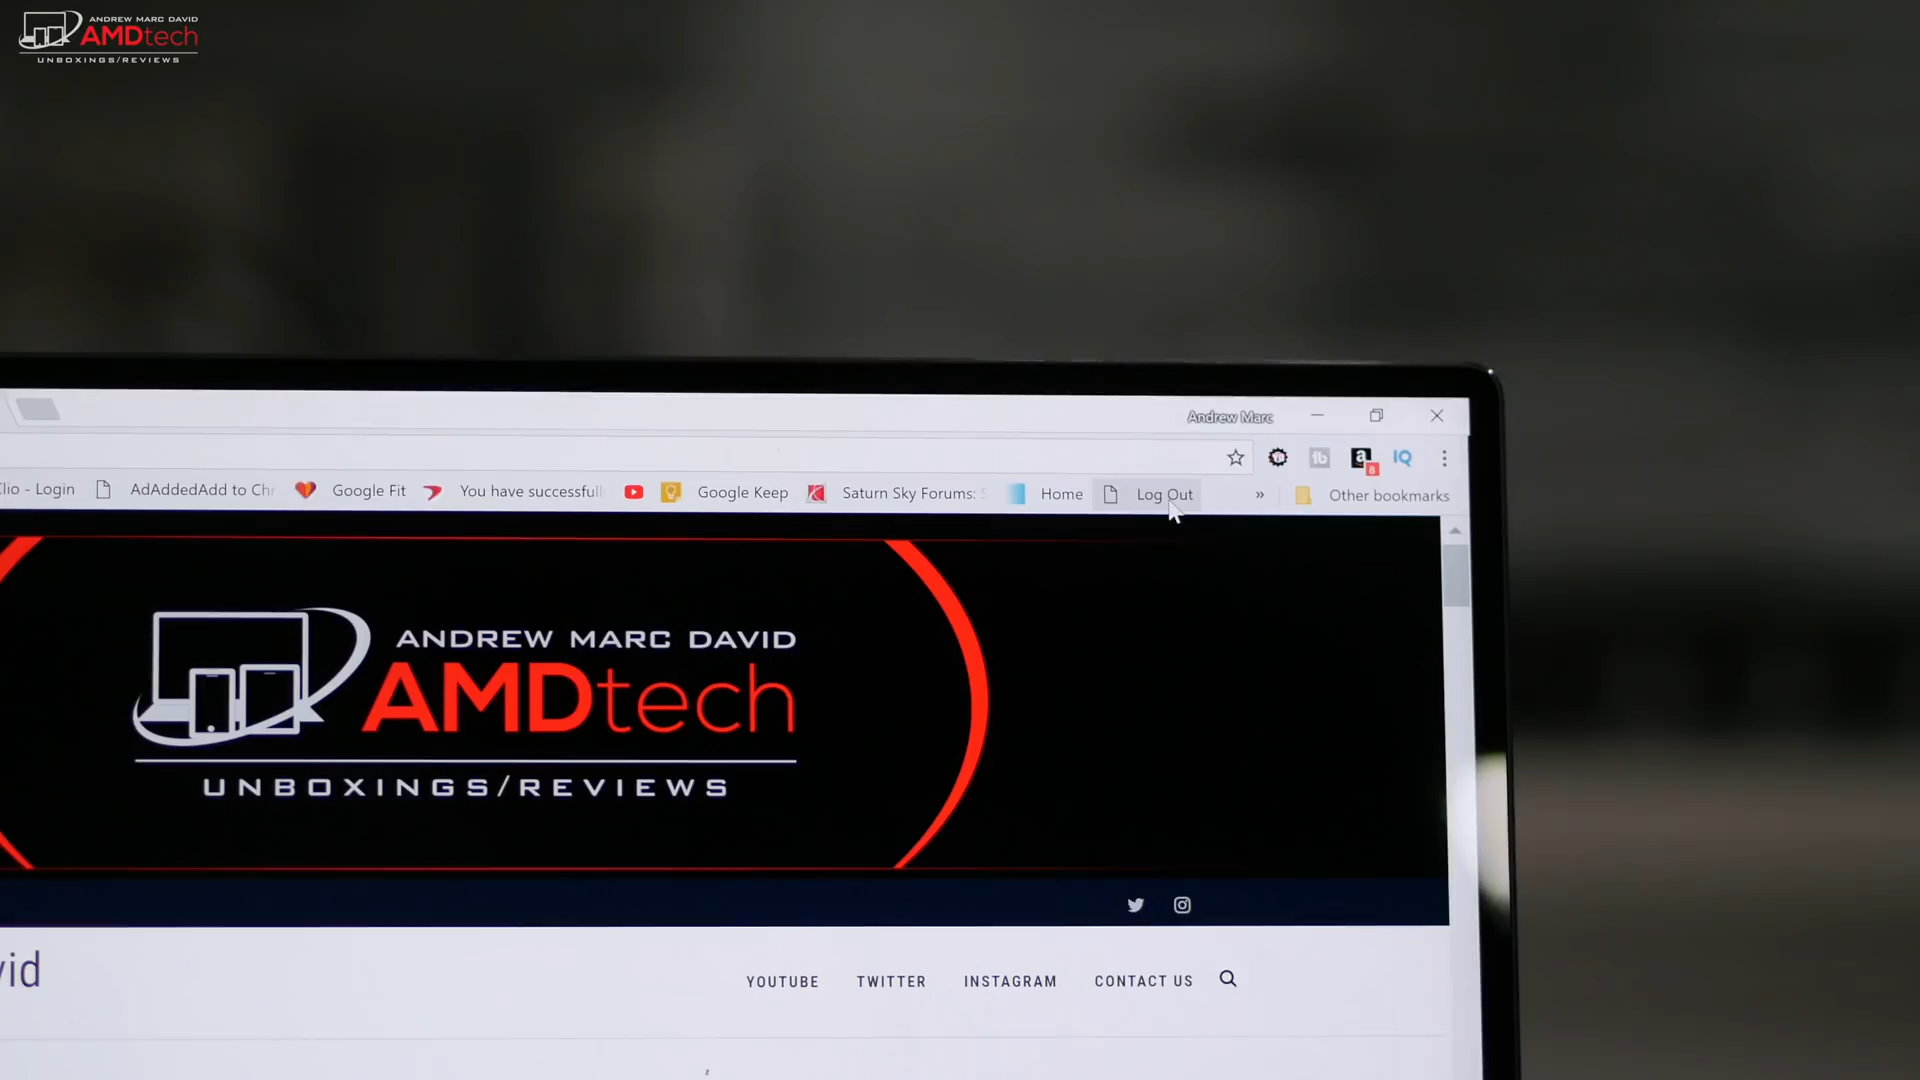 ANDREW MARC DAVID
AMDtech
UNBOXINGS/REVIEWS
Andrew Marc
lio - Login
AdAddedAdd to Chr
Google Fit
You have successful
Google Keep
Saturn Sky Forums: S
Home
Log Out
»
Other bookmarks
ANDREW MARC DAVID
AMDtech
UNBOXINGS/REVIEWS
vid
YOUTUBE TWITTER INSTAGRAM CONTACT US